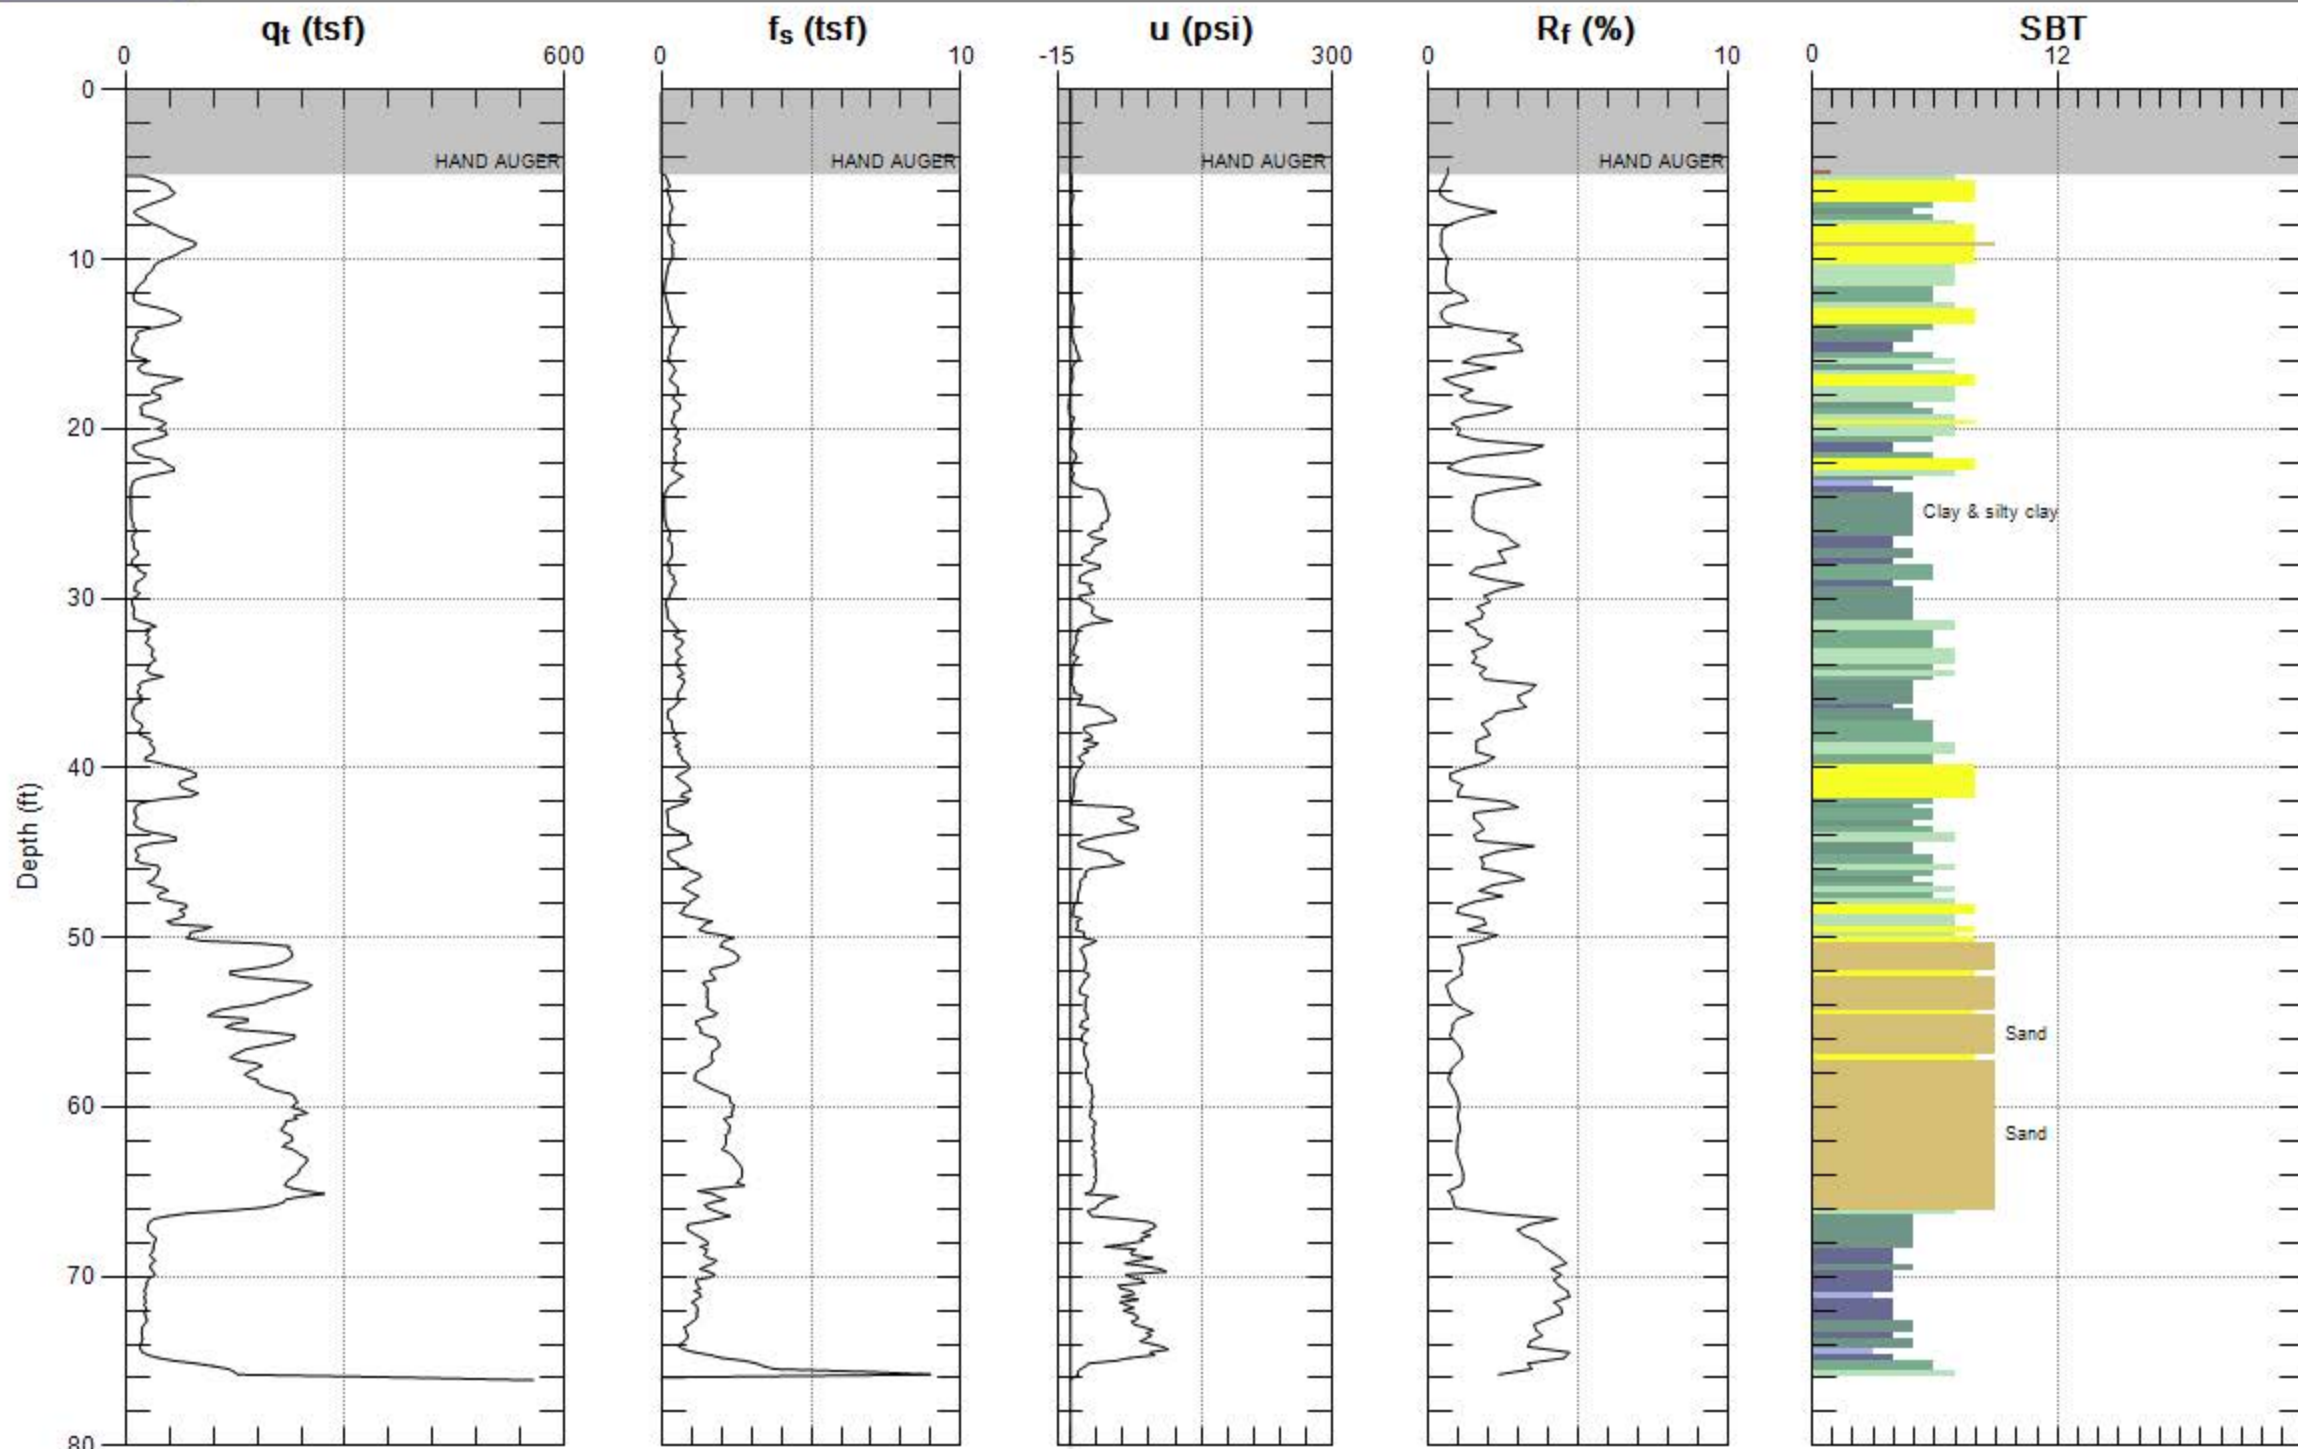 qt (tsf) fs (tsf) u (psi) Rf (%) SBT
0 600 0 10 -15 300 0 10 0 12
0
HAND AUGER HAND AUGER HAND AUGER HAND AUGER
10
20
Clay & silty clay
30
40
Depth (ft)
50
Sand
60
Sand
70
80